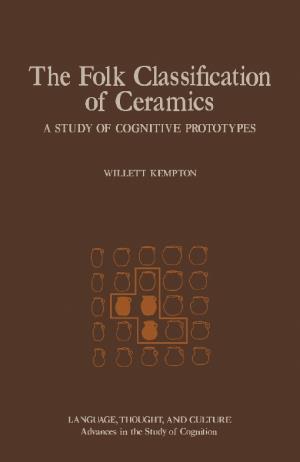 The Folk Classification
of Ceramics
A STUDY OF COGNITIVE PROTOTYPES
WILLETT KEMPTON
LANGUAGE, THOUGHT, AND CULTURE
Advances in the Study of Cognition